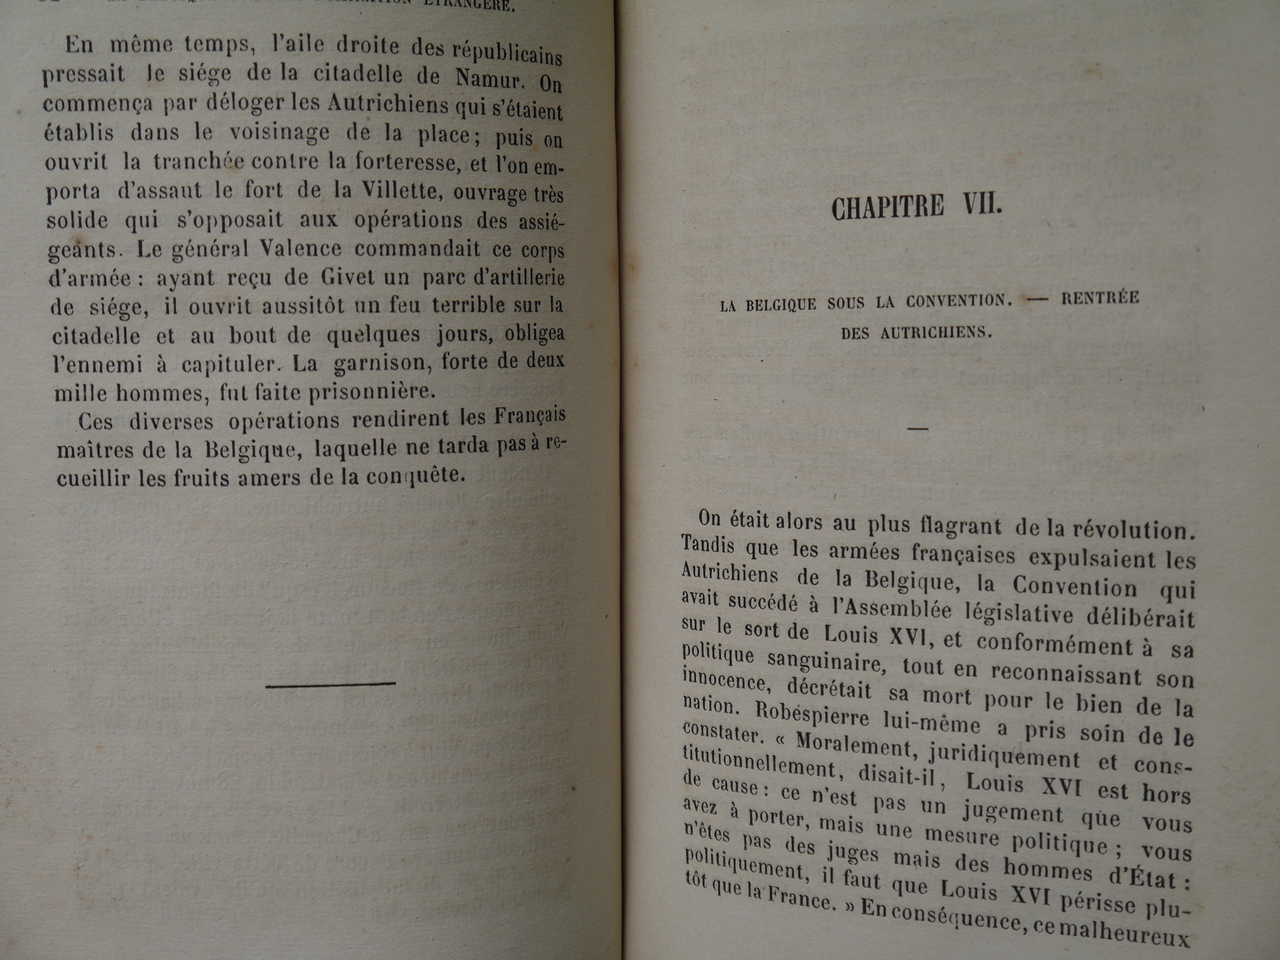 ÉTRANGÈRE.
En même temps, l'aile droite des républicains
pressait le siége de la citadelle de Namur. On
commença par déloger les Autrichiens qui s'étaient
établis dans le voisinage de la place; puis on
ouvrit la tranchée contre la forteresse, et l'on em-
porta d'assaut le fort de la Villette, ouvrage très
solide qui s'opposait aux opérations des assié-
geants. Le général Valence commandait ce corps
d'armée : ayant reçu de Givet un parc d'artillerie
de siége, il ouvrit aussitôt un feu terrible sur la
citadelle et au bout de quelques jours, obligea
l'ennemi à capituler. La garnison, forte de deux
mille hommes, fut faite prisonnière.
Ces diverses opérations rendirent les Français
maîtres de la Belgique, laquelle ne tarda pas à re-
cueillir les fruits amers de la conquête.
CHAPITRE VII.
LA BELGIQUE SOUS LA CONVENTION. — RENTRÉE
DES AUTRICHIENS.
On était alors au plus flagrant de la révolution.
Tandis que les armées françaises expulsaient les
Autrichiens de la Belgique, la Convention qui
avait succédé à l'Assemblée législative délibérait
sur le sort de Louis XVI, et conformément à sa
politique sanguinaire, tout en reconnaissant son
innocence, décrétait sa mort pour le bien de la
nation. Robespierre lui-même a pris soin de le
constater. « Moralement, juridiquement et cons-
titutionnellement, disait-il, Louis XVI est hors
de cause : ce n'est pas un jugement que vous
avez à porter, mais une mesure politique ; vous
n'êtes pas des juges mais des hommes d'État :
politiquement, il faut que Louis XVI périsse plu-
tôt que la France. » En conséquence, ce malheureux